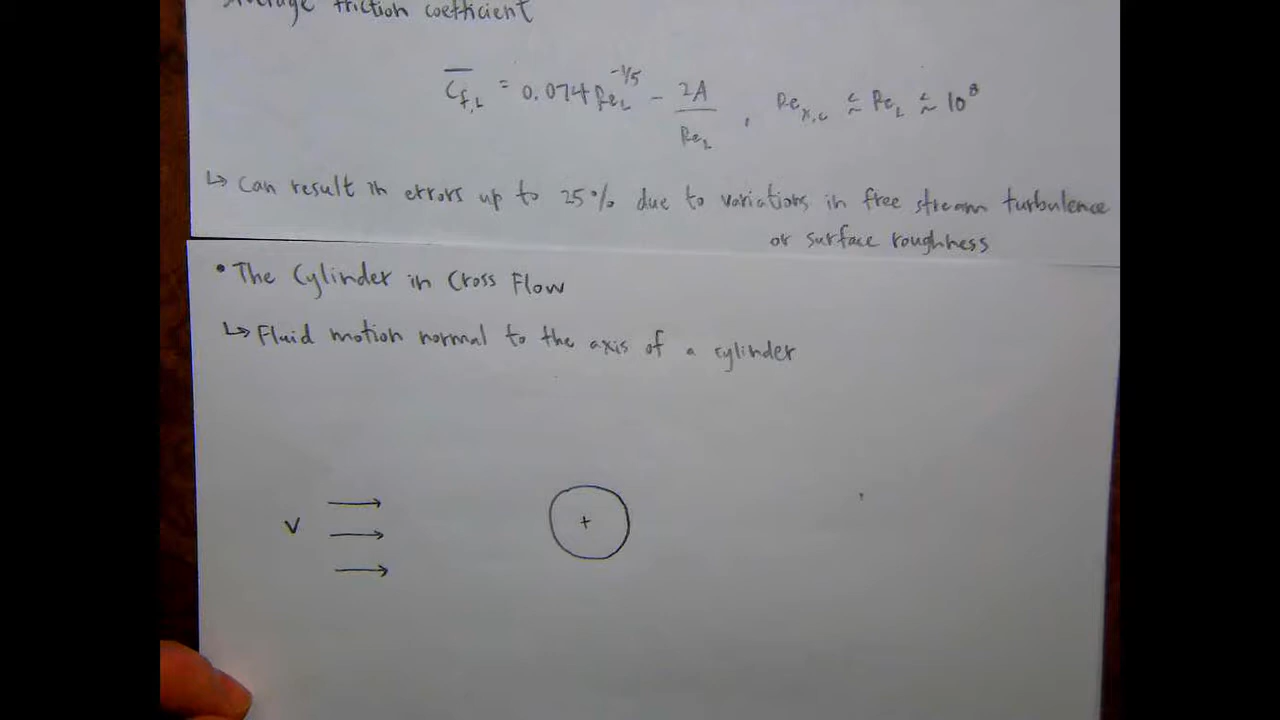 Average friction coefficient
C̅f,L = 0.074 ReL^-1/5 - 2A/ReL , Rex,c ≲ ReL ≲ 10^8
↳ Can result in errors up to 25% due to variations in free stream turbulence
or surface roughness
• The Cylinder in Cross Flow
↳ Fluid motion normal to the axis of a cylinder
V
+